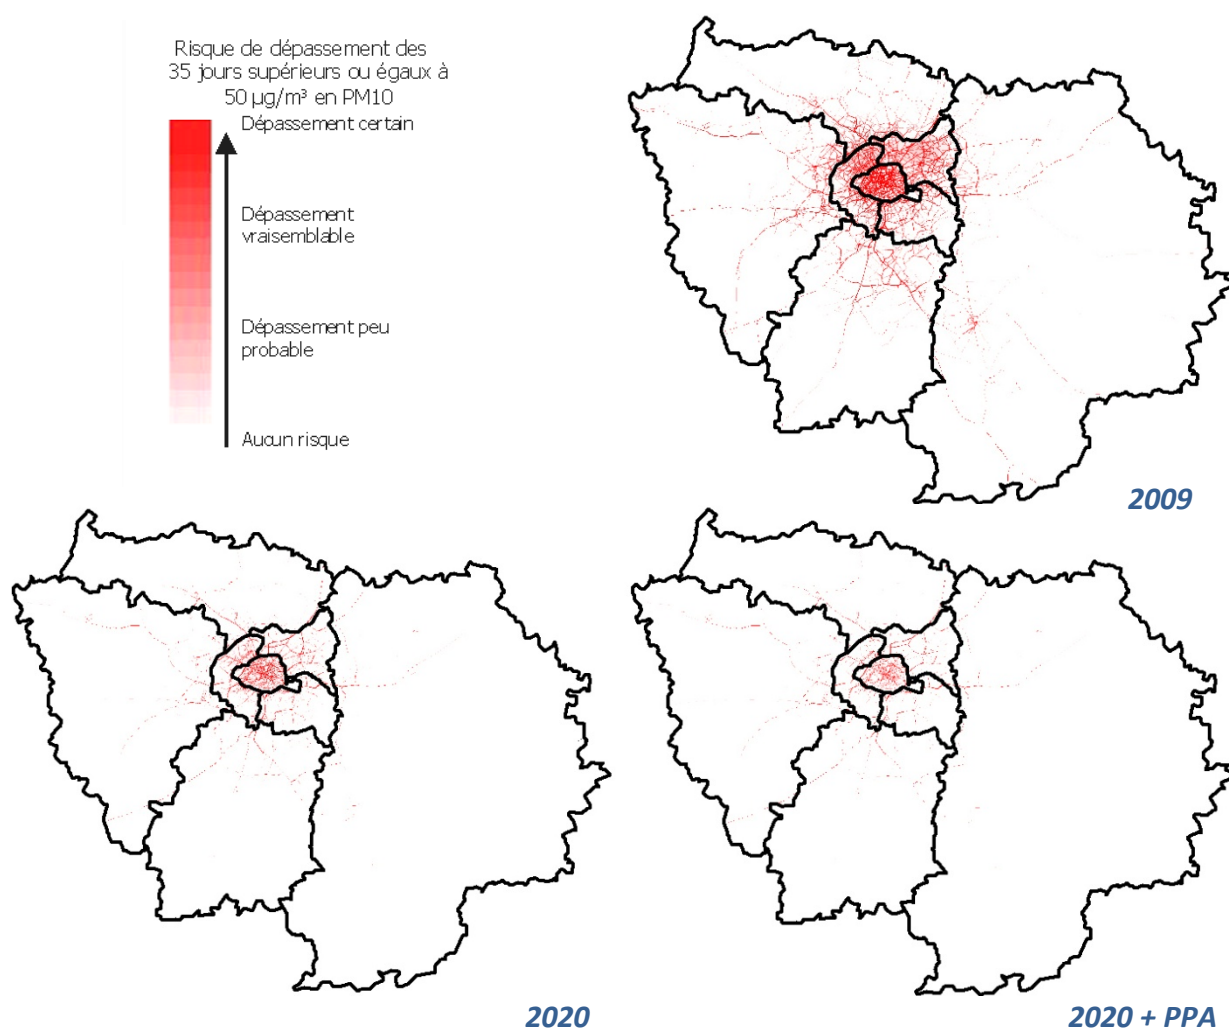 Risque de dépassement des
35 jours supérieurs ou égaux à
50 µg/m³ en PM10
Dépassement certain
Dépassement
vraisemblable
Dépassement peu
probable
Aucun risque
2009
2020
2020 + PPA